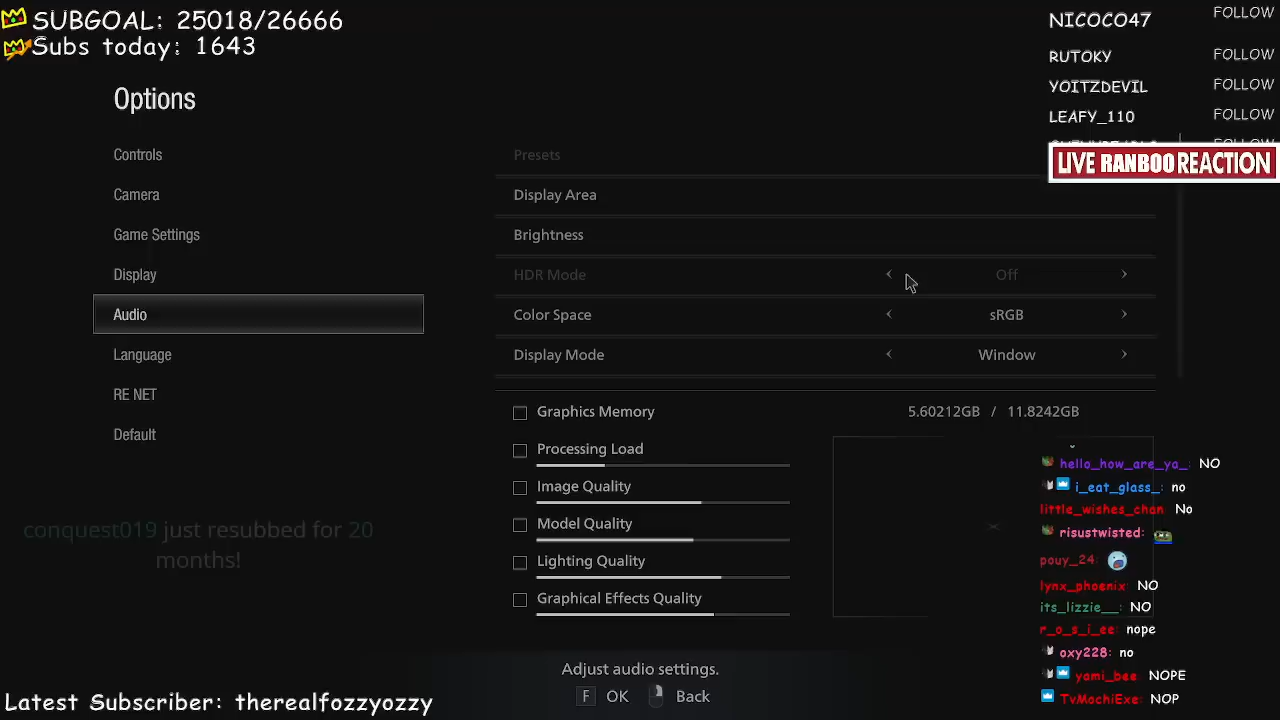 SUBGOAL: 25018/26666
Subs today: 1643
NICOCO47 FOLLOW
RUTOKY FOLLOW
YOITZDEVIL FOLLOW
LEAFY_110 FOLLOW
FOLLOW
LIVE RANBOO REACTION
Options
Controls
Camera
Game Settings
Display
Audio
Language
RE NET
Default
Presets
Display Area
Brightness
HDR Mode < Off >
Color Space < sRGB >
Display Mode < Window >
Graphics Memory 5.60212GB / 11.8242GB
Processing Load
Image Quality
Model Quality
Lighting Quality
Graphical Effects Quality
conquest019 just resubbed for 20
months!
hello_how_are_ya_: NO
i_eat_glass_: no
little_wishes_chan No
risustwisted:
pouy_24:
lynx_phoenix: NO
its_lizzie__: NO
r_o_s_i_ee: nope
oxy228: no
yami_bee: NOPE
TvMochiExe: NOP
Adjust audio settings.
F OK Back
Latest Subscriber: therealfozzyozzy